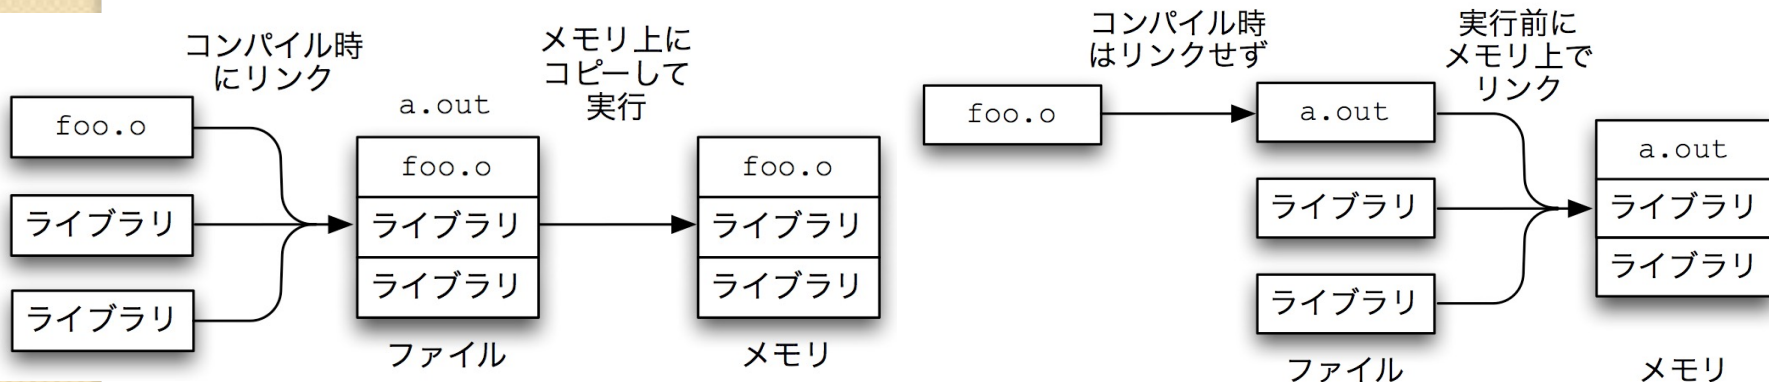 コンパイル時
にリンク
メモリ上に
コピーして
実行
foo.o
ライブラリ
ライブラリ
a.out
foo.o
ライブラリ
ライブラリ
ファイル
foo.o
ライブラリ
ライブラリ
メモリ
コンパイル時
はリンクせず
実行前に
メモリ上で
リンク
foo.o
a.out
ライブラリ
ライブラリ
ファイル
a.out
ライブラリ
ライブラリ
メモリ